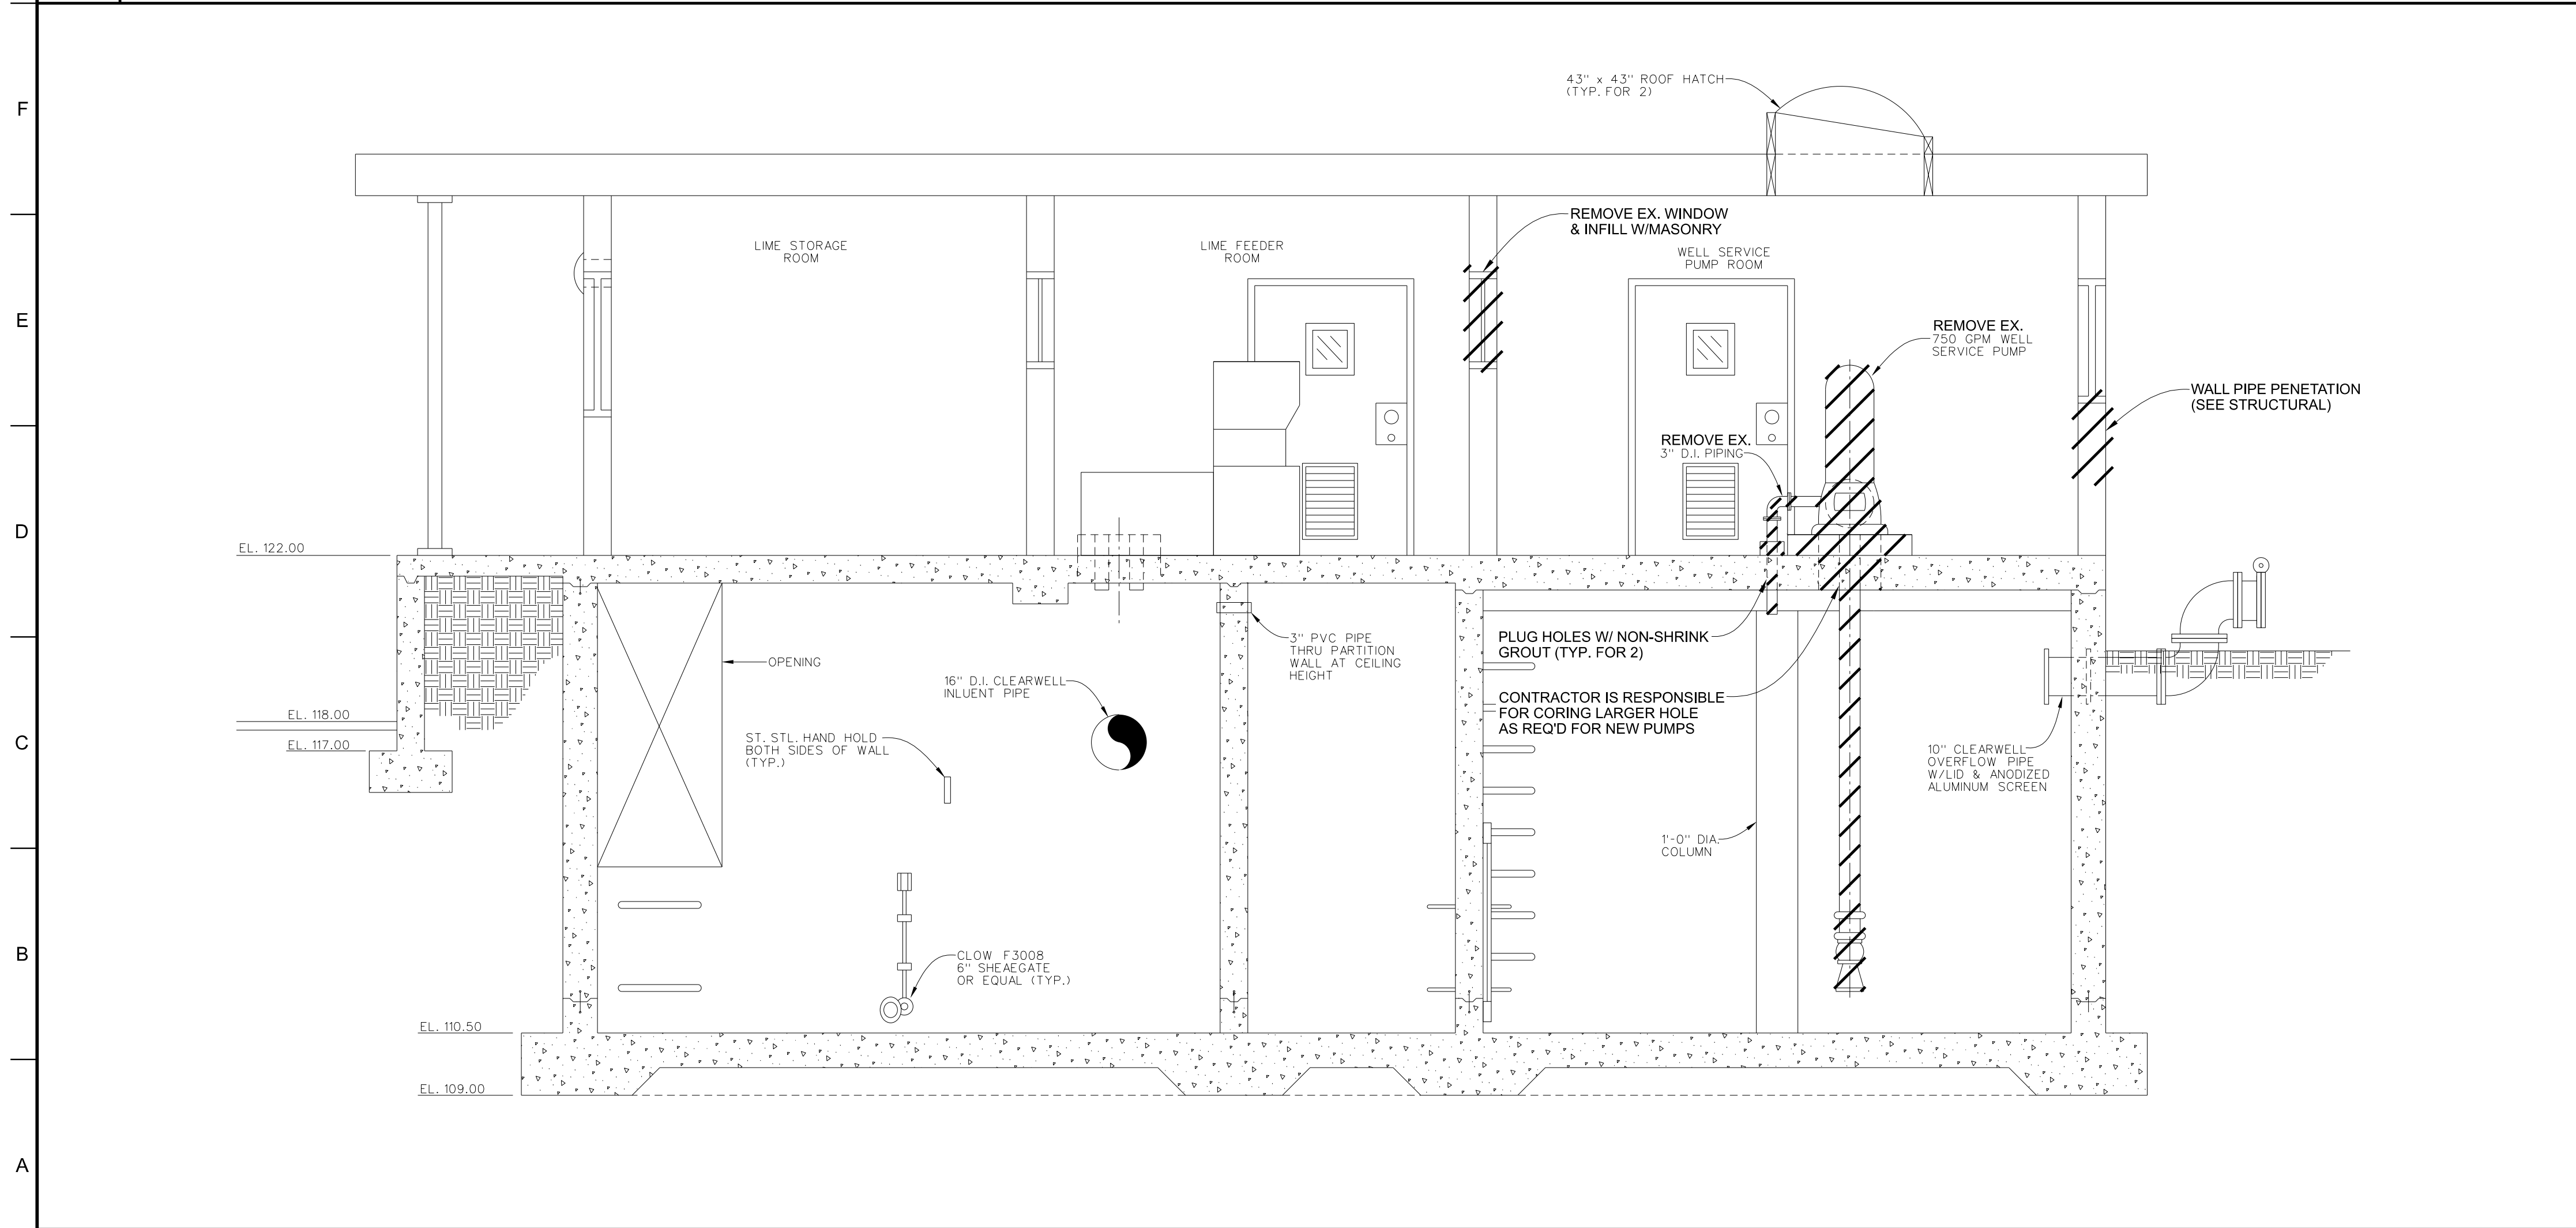 F
E
D
C
B
A
43" x 43" ROOF HATCH
(TYP. FOR 2)
LIME STORAGE
ROOM
LIME FEEDER
ROOM
REMOVE EX. WINDOW
& INFILL W/MASONRY
WELL SERVICE
PUMP ROOM
REMOVE EX.
750 GPM WELL
SERVICE PUMP
WALL PIPE PENETATION
(SEE STRUCTURAL)
REMOVE EX.
3" D.I. PIPING
EL. 122.00
OPENING
3" PVC PIPE
THRU PARTITION
WALL AT CEILING
HEIGHT
PLUG HOLES W/ NON-SHRINK
GROUT (TYP. FOR 2)
16" D.I. CLEARWELL
INLUENT PIPE
CONTRACTOR IS RESPONSIBLE
FOR CORING LARGER HOLE
AS REQ'D FOR NEW PUMPS
EL. 118.00
EL. 117.00
ST. STL. HAND HOLD
BOTH SIDES OF WALL
(TYP.)
10" CLEARWELL
OVERFLOW PIPE
W/LID & ANODIZED
ALUMINUM SCREEN
1'-0" DIA.
COLUMN
CLOW F3008
6" SHEAEGATE
OR EQUAL (TYP.)
EL. 110.50
EL. 109.00